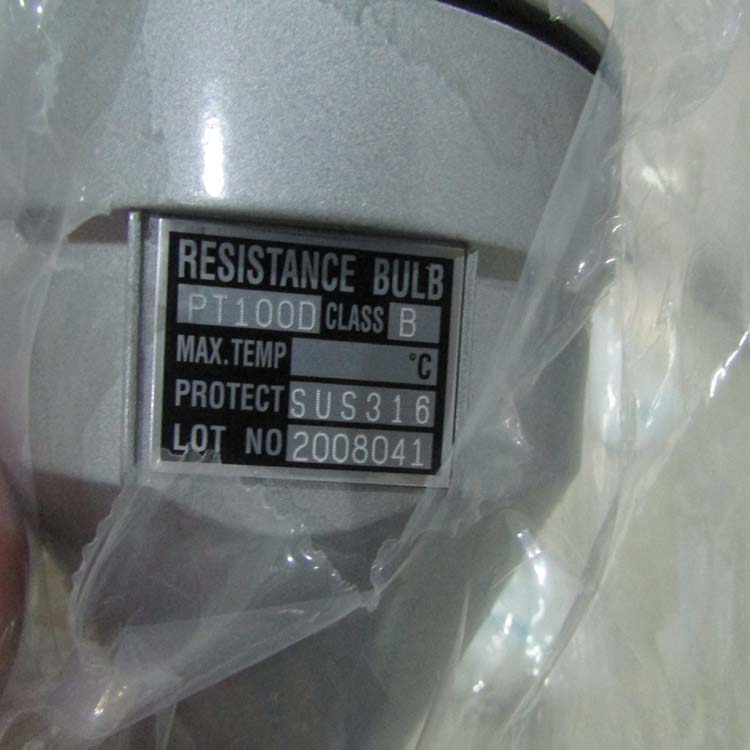 RESISTANCE BULB
PT100D CLASS B
MAX.TEMP °C
PROTECT SUS316
LOT NO 2008041